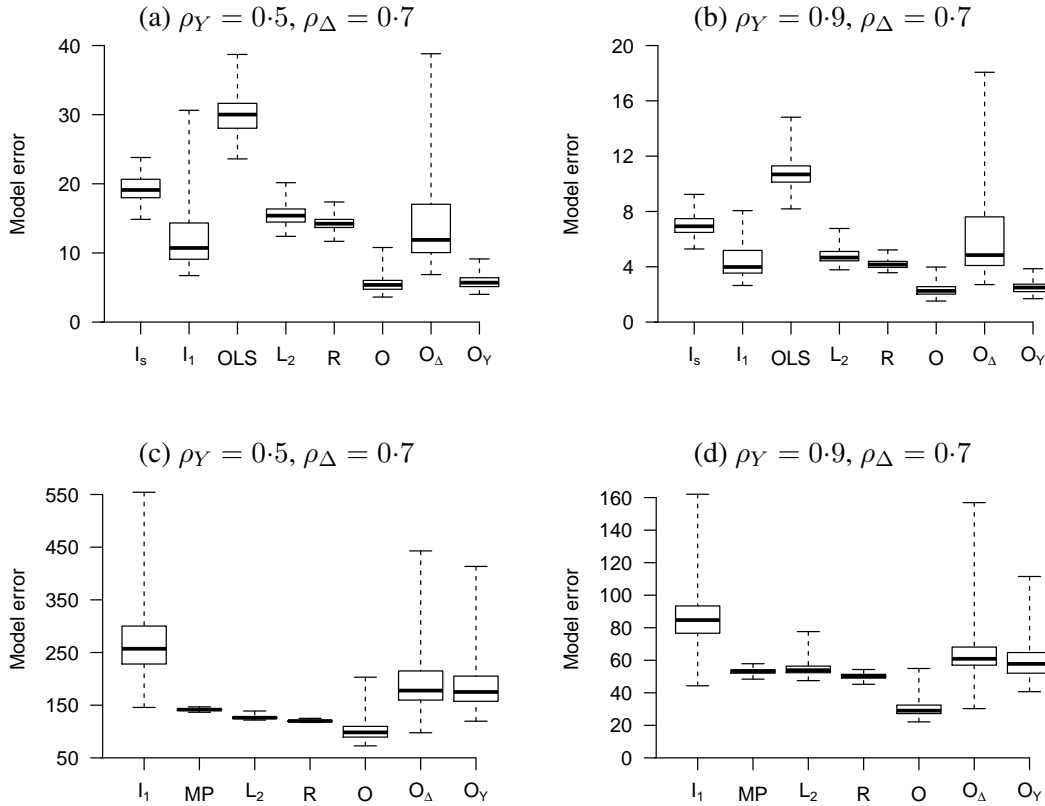 (a) ρ_Y = 0·5, ρ_Δ = 0·7
40
30
20
10
0
Model error
I_s I_1 OLS L_2 R O O_Δ O_Y
(b) ρ_Y = 0·9, ρ_Δ = 0·7
20
16
12
8
4
0
Model error
I_s I_1 OLS L_2 R O O_Δ O_Y
(c) ρ_Y = 0·5, ρ_Δ = 0·7
550
450
350
250
150
50
Model error
I_1 MP L_2 R O O_Δ O_Y
(d) ρ_Y = 0·9, ρ_Δ = 0·7
160
140
120
100
80
60
40
20
0
Model error
I_1 MP L_2 R O O_Δ O_Y